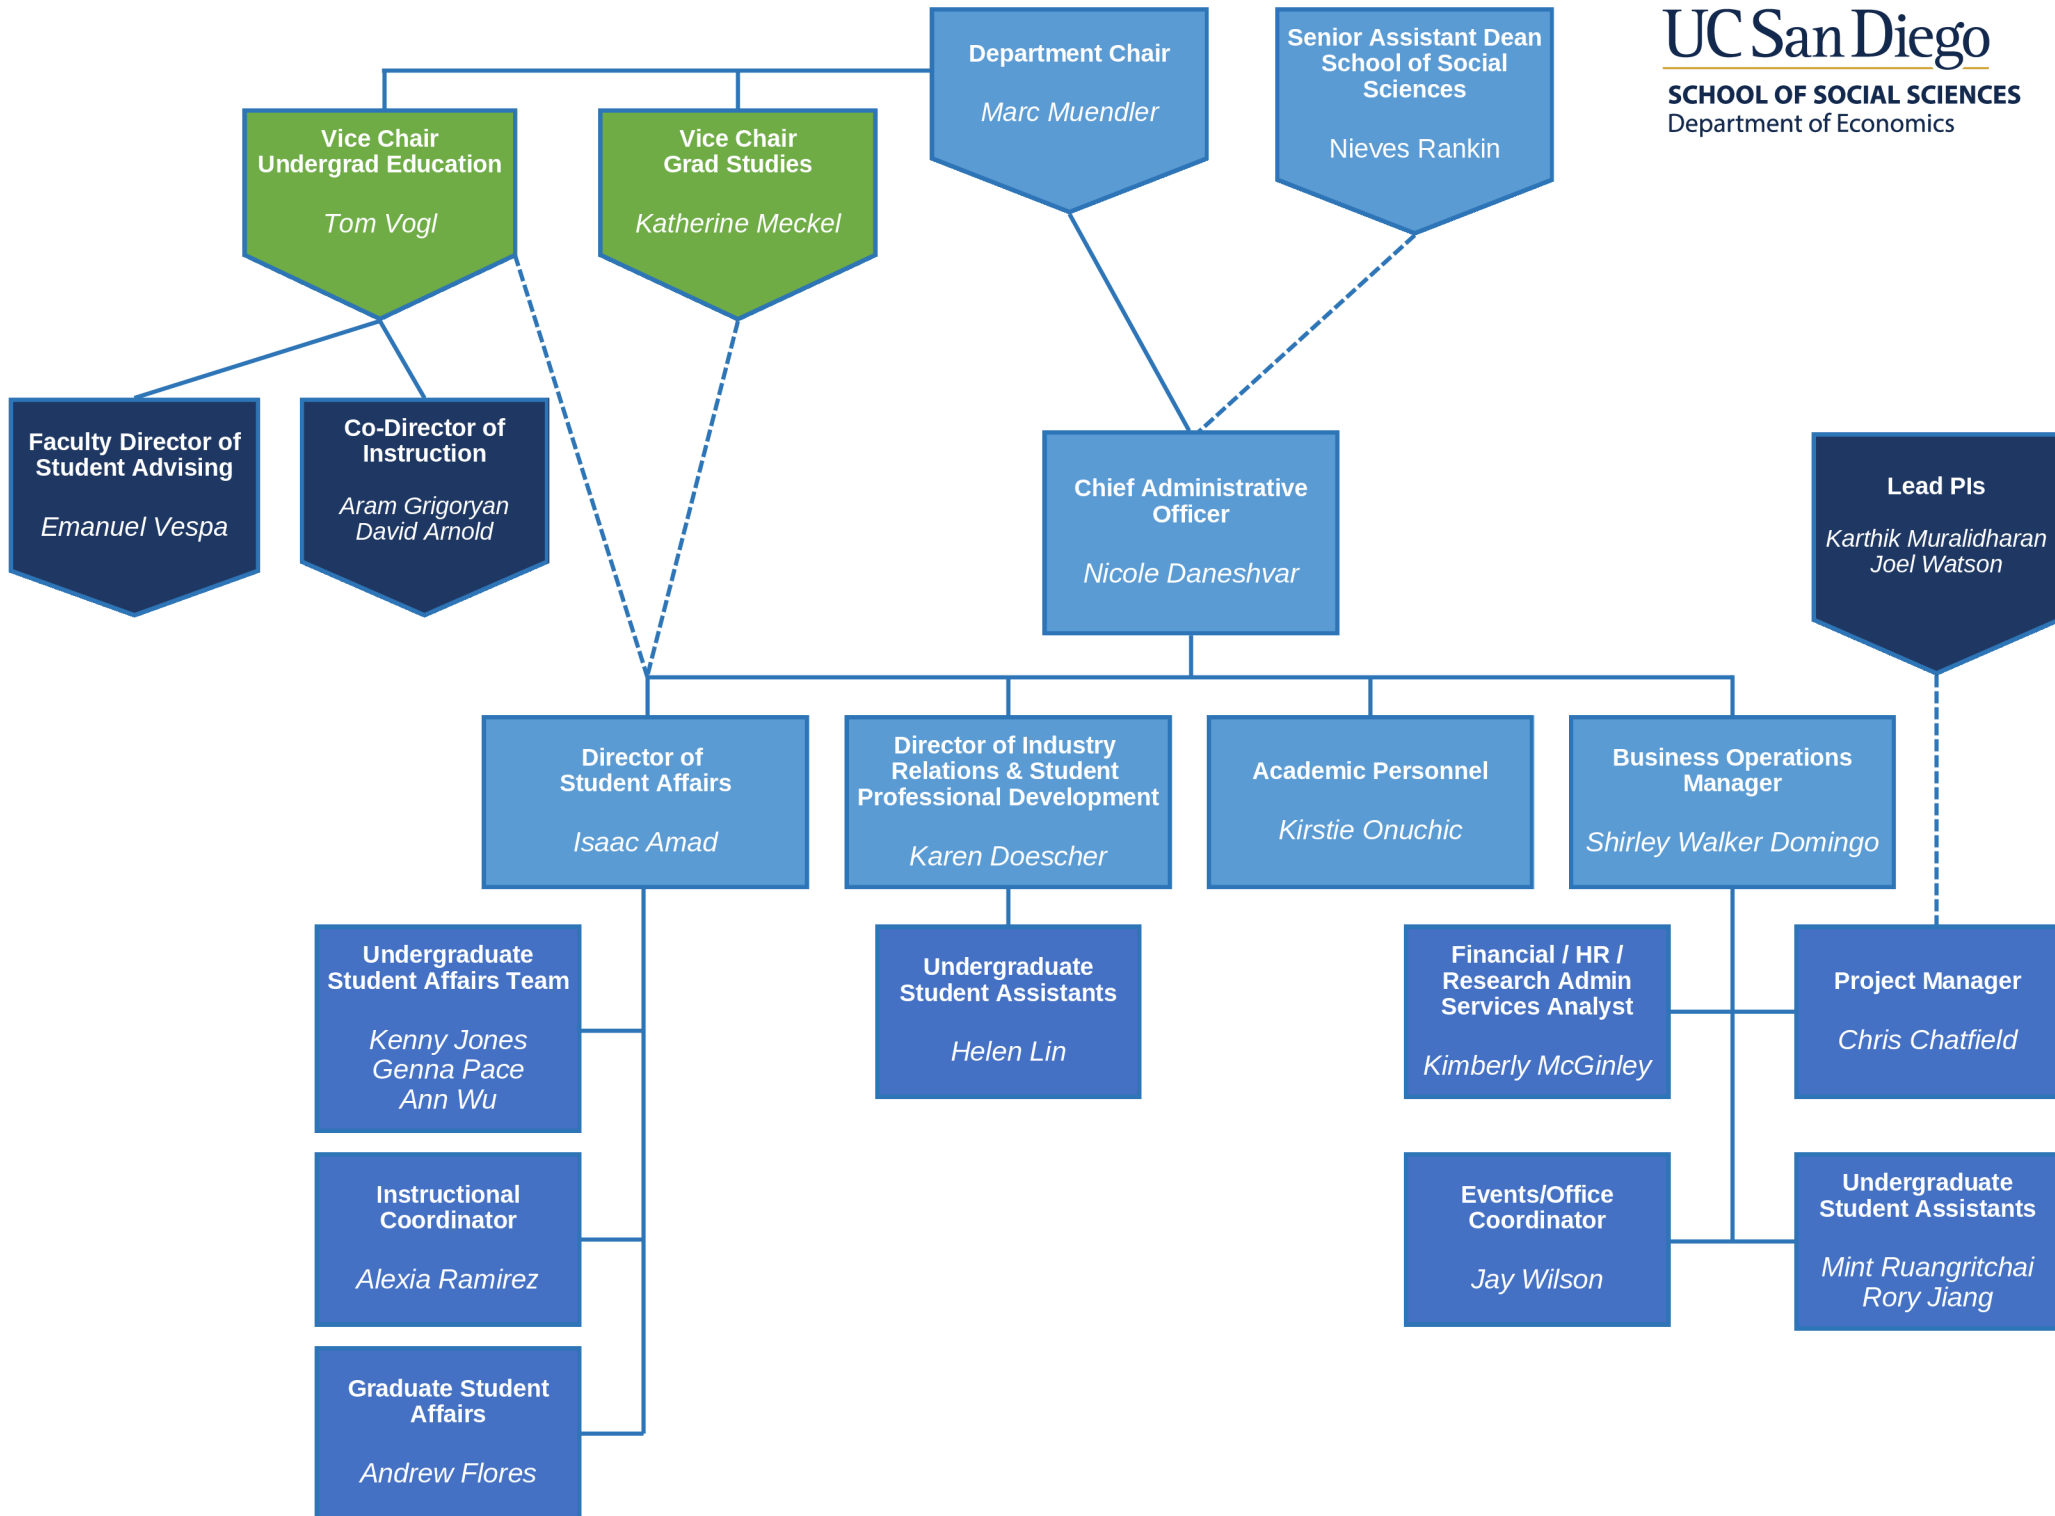 UC San Diego
SCHOOL OF SOCIAL SCIENCES
Department of Economics
Department Chair
Marc Muendler
Senior Assistant Dean
School of Social
Sciences
Nieves Rankin
Vice Chair
Undergrad Education
Tom Vogl
Vice Chair
Grad Studies
Katherine Meckel
Faculty Director of
Student Advising
Emanuel Vespa
Co-Director of
Instruction
Aram Grigoryan
David Arnold
Chief Administrative
Officer
Nicole Daneshvar
Lead PIs
Karthik Muralidharan
Joel Watson
Director of
Student Affairs
Isaac Amad
Director of Industry
Relations & Student
Professional Development
Karen Doescher
Academic Personnel
Kirstie Onuchic
Business Operations
Manager
Shirley Walker Domingo
Undergraduate
Student Affairs Team
Kenny Jones
Genna Pace
Ann Wu
Undergraduate
Student Assistants
Helen Lin
Financial / HR /
Research Admin
Services Analyst
Kimberly McGinley
Project Manager
Chris Chatfield
Instructional
Coordinator
Alexia Ramirez
Events/Office
Coordinator
Jay Wilson
Undergraduate
Student Assistants
Mint Ruangritchai
Rory Jiang
Graduate Student
Affairs
Andrew Flores